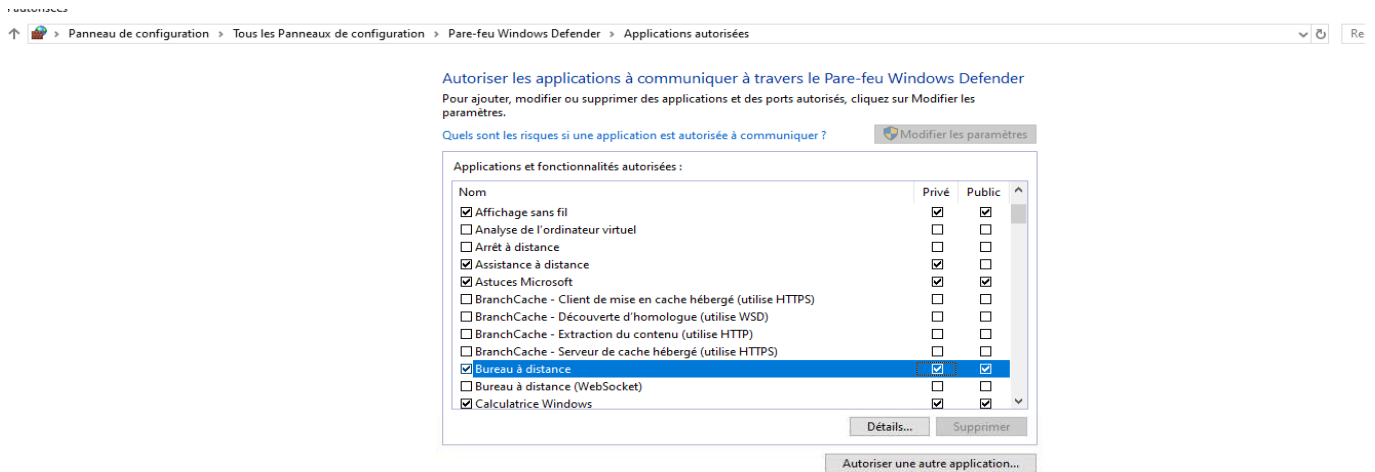 Panneau de configuration > Tous les Panneaux de configuration > Pare-feu Windows Defender > Applications autorisées
Re
Autoriser les applications à communiquer à travers le Pare-feu Windows Defender
Pour ajouter, modifier ou supprimer des applications et des ports autorisés, cliquez sur Modifier les
paramètres.
Quels sont les risques si une application est autorisée à communiquer ? Modifier les paramètres
Applications et fonctionnalités autorisées :
Nom Privé Public
Affichage sans fil
Analyse de l'ordinateur virtuel
Arrêt à distance
Assistance à distance
Astuces Microsoft
BranchCache - Client de mise en cache hébergé (utilise HTTPS)
BranchCache - Découverte d'homologue (utilise WSD)
BranchCache - Extraction du contenu (utilise HTTP)
BranchCache - Serveur de cache hébergé (utilise HTTPS)
Bureau à distance
Bureau à distance (WebSocket)
Calculatrice Windows
Détails... Supprimer
Autoriser une autre application...